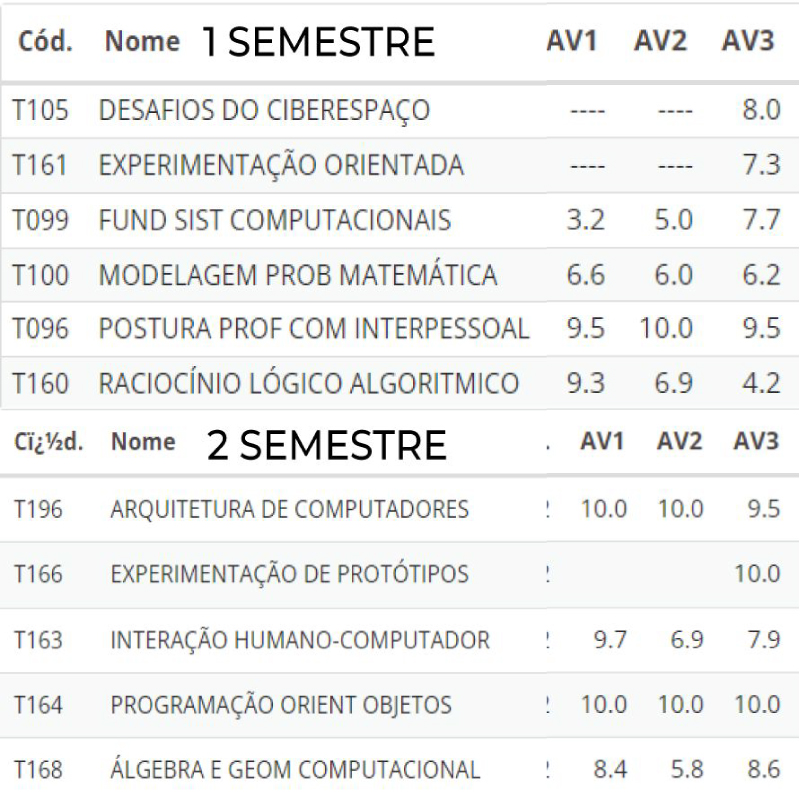 Cód. Nome 1 SEMESTRE AV1 AV2 AV3
T105 DESAFIOS DO CIBERESPAÇO ---- ---- 8.0
T161 EXPERIMENTAÇÃO ORIENTADA ---- ---- 7.3
T099 FUND SIST COMPUTACIONAIS 3.2 5.0 7.7
T100 MODELAGEM PROB MATEMÁTICA 6.6 6.0 6.2
T096 POSTURA PROF COM INTERPESSOAL 9.5 10.0 9.5
T160 RACIOCÍNIO LÓGICO ALGORITMICO 9.3 6.9 4.2
Cï¿½d. Nome 2 SEMESTRE . AV1 AV2 AV3
T196 ARQUITETURA DE COMPUTADORES 10.0 10.0 9.5
T166 EXPERIMENTAÇÃO DE PROTÓTIPOS 10.0
T163 INTERAÇÃO HUMANO-COMPUTADOR 9.7 6.9 7.9
T164 PROGRAMAÇÃO ORIENT OBJETOS 10.0 10.0 10.0
T168 ÁLGEBRA E GEOM COMPUTACIONAL 8.4 5.8 8.6